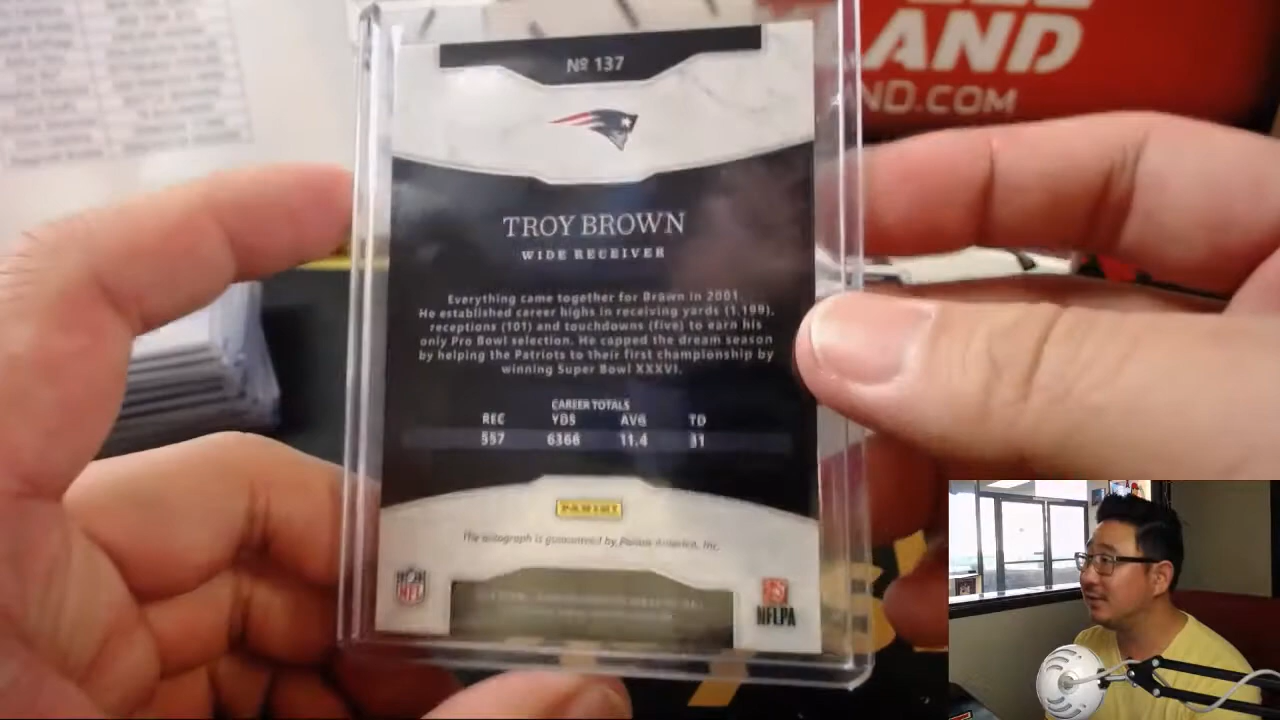 AND
ND.COM
Nº 137
TROY BROWN
WIDE RECEIVER
Everything came together for Brown in 2001.
He established career highs in receiving yards (1,199),
receptions (101) and touchdowns (five) to earn his
only Pro Bowl selection. He capped the dream season
by helping the Patriots to their first championship by
winning Super Bowl XXXVI.
CAREER TOTALS
REC YDS AVG TD
557 6366 11.4 31
PANINI
The autograph is guaranteed by Panini America, Inc.
NFL
NFLPA